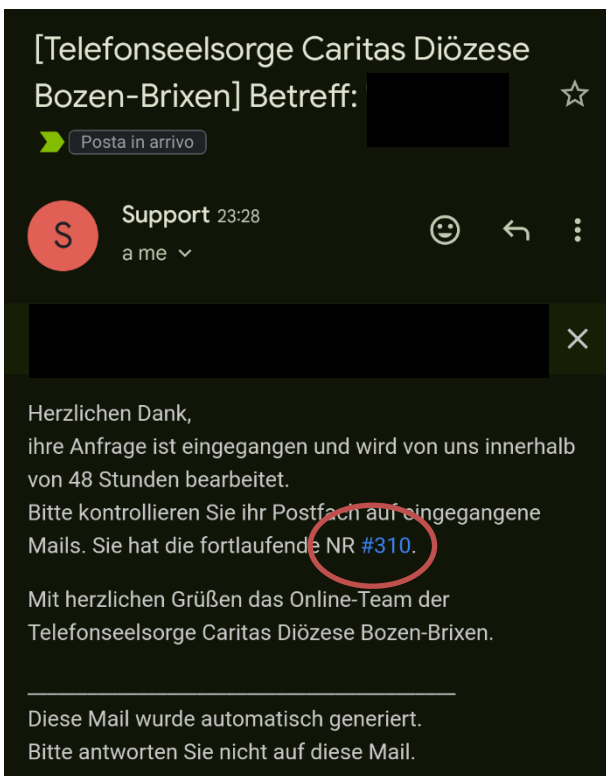 [Telefonseelsorge Caritas Diözese
Bozen-Brixen] Betreff:
Posta in arrivo
S
Support 23:28
a me
Herzlichen Dank,
ihre Anfrage ist eingegangen und wird von uns innerhalb
von 48 Stunden bearbeitet.
Bitte kontrollieren Sie ihr Postfach auf eingegangene
Mails. Sie hat die fortlaufende NR #310.
Mit herzlichen Grüßen das Online-Team der
Telefonseelsorge Caritas Diözese Bozen-Brixen.
Diese Mail wurde automatisch generiert.
Bitte antworten Sie nicht auf diese Mail.